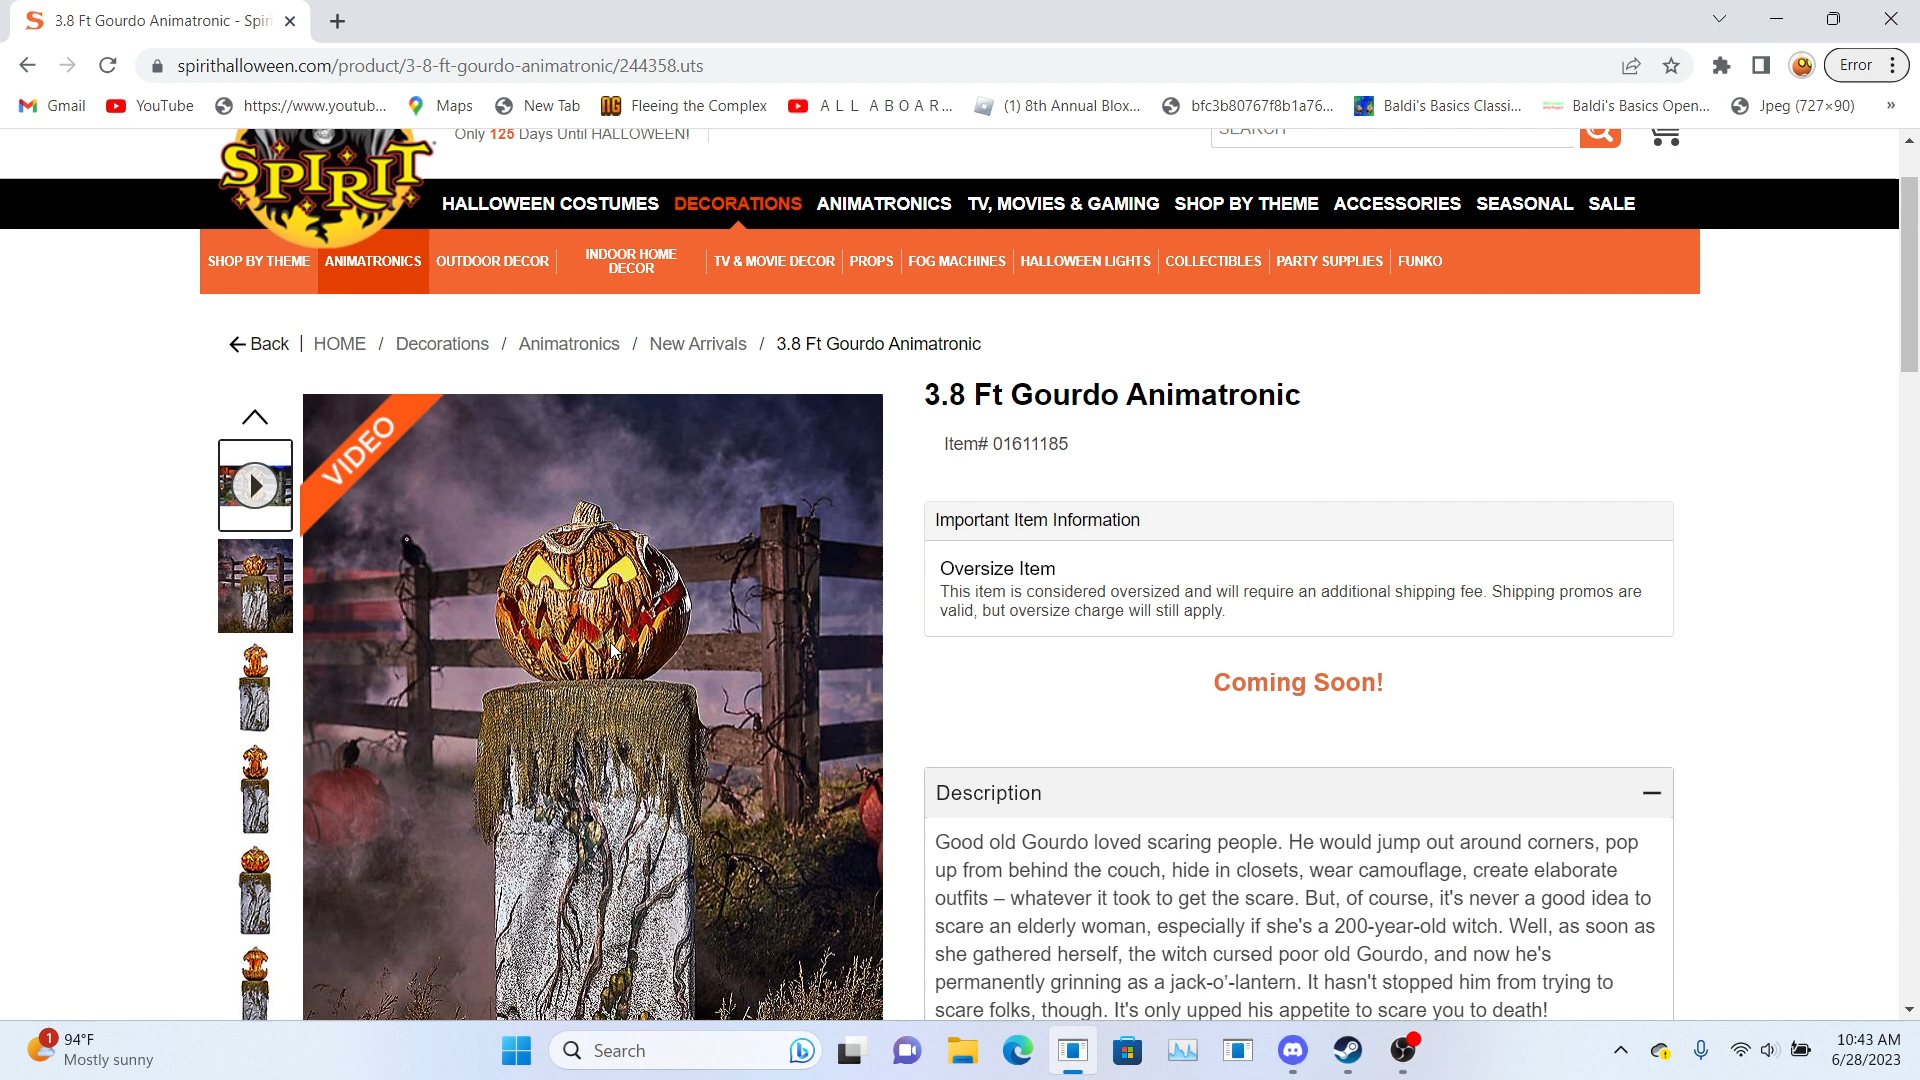 3.8 Ft Gourdo Animatronic - Spiri
spirithalloween.com/product/3-8-ft-gourdo-animatronic/244358.uts
Error
Gmail
YouTube
https://www.youtub...
Maps
New Tab
Fleeing the Complex
A L L A B O A R...
(1) 8th Annual Blox...
bfc3b80767f8b1a76...
Baldi's Basics Classi...
Baldi's Basics Open...
Jpeg (727×90)
»
Only 125 Days Until HALLOWEEN!
SEARCH
SPIRIT
HALLOWEEN COSTUMES DECORATIONS ANIMATRONICS TV, MOVIES & GAMING SHOP BY THEME ACCESSORIES SEASONAL SALE
SHOP BY THEME ANIMATRONICS OUTDOOR DECOR INDOOR HOME DECOR TV & MOVIE DECOR PROPS FOG MACHINES HALLOWEEN LIGHTS COLLECTIBLES PARTY SUPPLIES FUNKO
Back | HOME / Decorations / Animatronics / New Arrivals / 3.8 Ft Gourdo Animatronic
VIDEO
3.8 Ft Gourdo Animatronic
Item# 01611185
Important Item Information
Oversize Item
This item is considered oversized and will require an additional shipping fee. Shipping promos are
valid, but oversize charge will still apply.
Coming Soon!
Description
Good old Gourdo loved scaring people. He would jump out around corners, pop
up from behind the couch, hide in closets, wear camouflage, create elaborate
outfits – whatever it took to get the scare. But, of course, it's never a good idea to
scare an elderly woman, especially if she's a 200-year-old witch. Well, as soon as
she gathered herself, the witch cursed poor old Gourdo, and now he's
permanently grinning as a jack-o’-lantern. It hasn't stopped him from trying to
scare folks, though. It's only upped his appetite to scare you to death!
1
94°F
Mostly sunny
Search
10:43 AM
6/28/2023